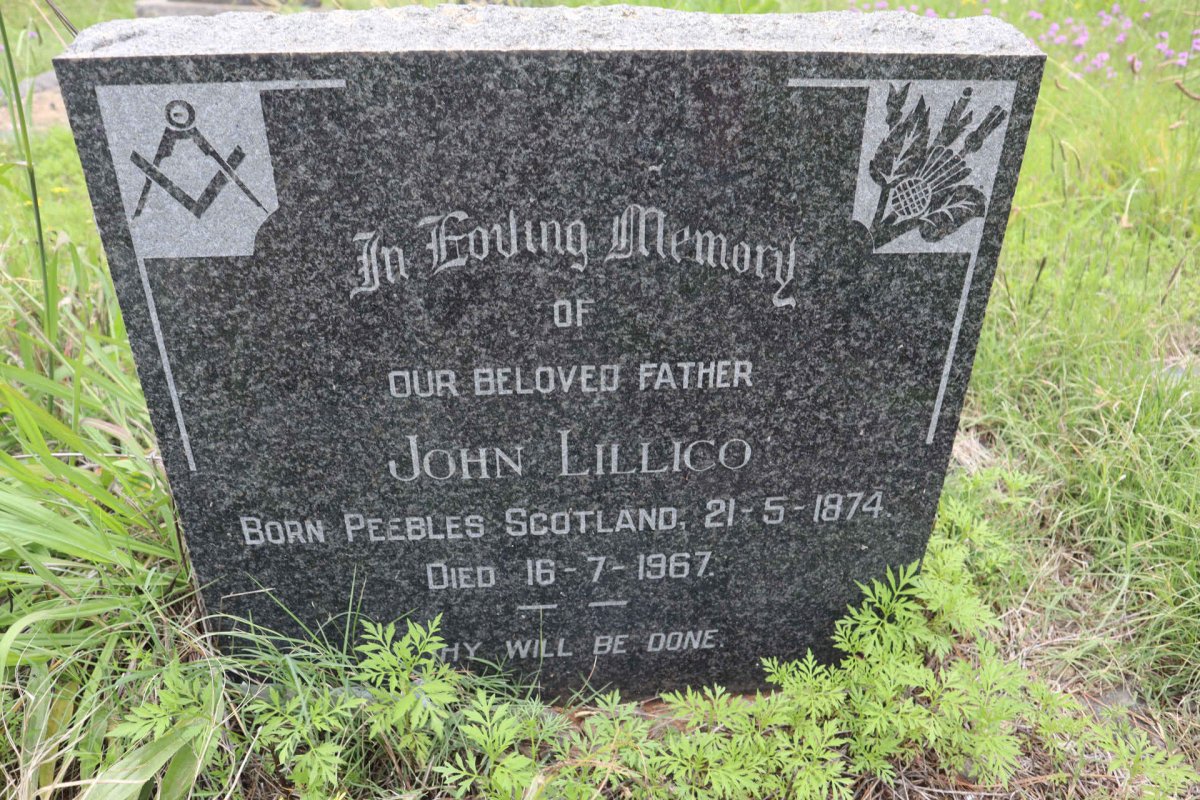 In Loving Memory
OF
OUR BELOVED FATHER
JOHN LILLICO
BORN PEEBLES SCOTLAND, 21-5-1874.
DIED 16-7-1967.
HY WILL BE DONE.